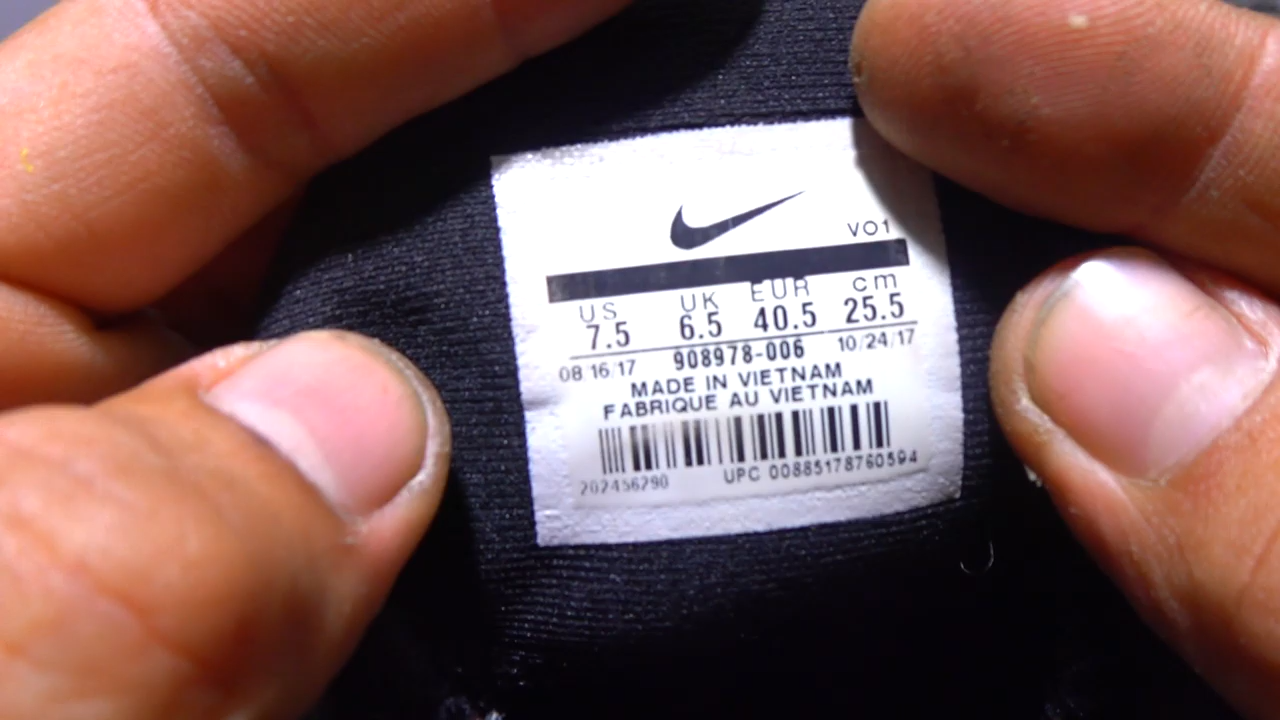 VO1
US UK EUR cm
7.5 6.5 40.5 25.5
08/16/17 908978-006 10/24/17
MADE IN VIETNAM
FABRIQUE AU VIETNAM
202456290 UPC 00885178760594